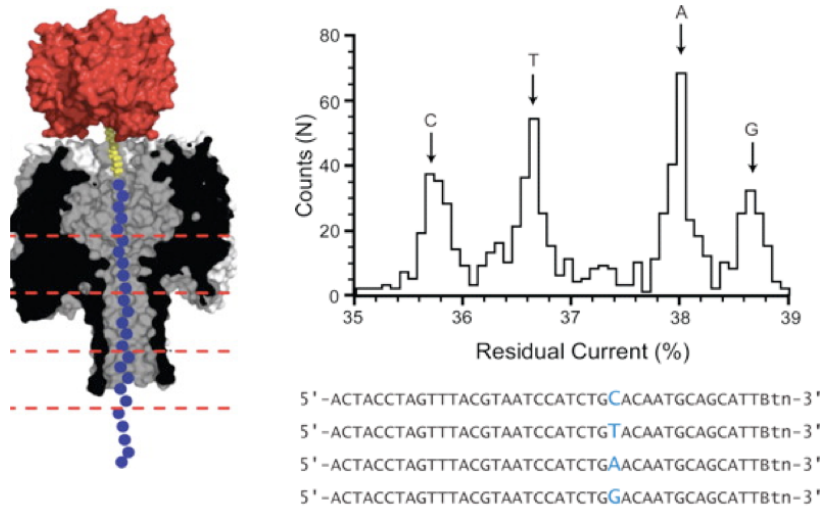 C
T
A
G
80
60
40
20
0
Counts (N)
35
36
37
38
39
Residual Current (%)
5'-ACTACCTAGTTTACGTAATCCATCTGCACAATGCAGCATTBtn-3'
5'-ACTACCTAGTTTACGTAATCCATCTGTACAATGCAGCATTBtn-3'
5'-ACTACCTAGTTTACGTAATCCATCTGAACAATGCAGCATTBtn-3'
5'-ACTACCTAGTTTACGTAATCCATCTGGACAATGCAGCATTBtn-3'